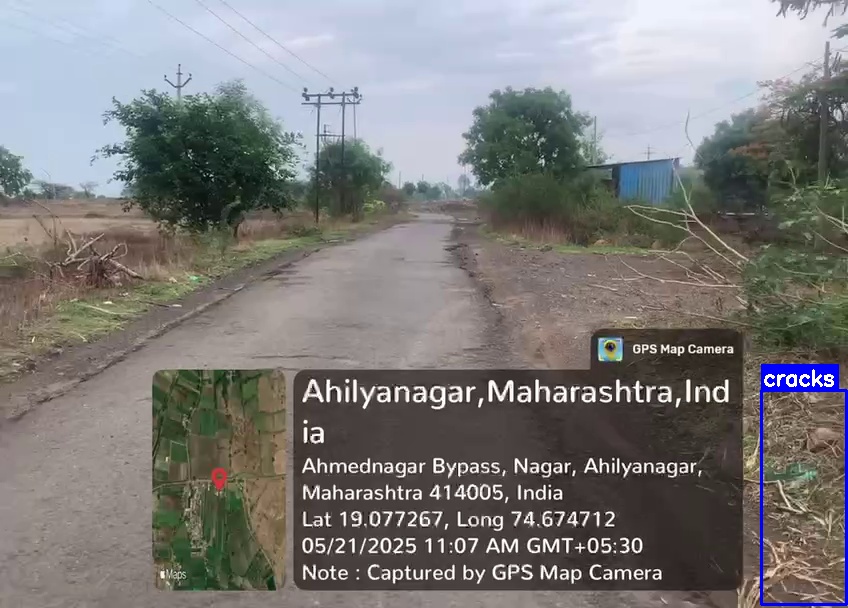 GPS Map Camera
cracks
Ahilyanagar,Maharashtra,Ind
ia
Ahmednagar Bypass, Nagar, Ahilyanagar,
Maharashtra 414005, India
Lat 19.077267, Long 74.674712
05/21/2025 11:07 AM GMT+05:30
Note : Captured by GPS Map Camera
Maps